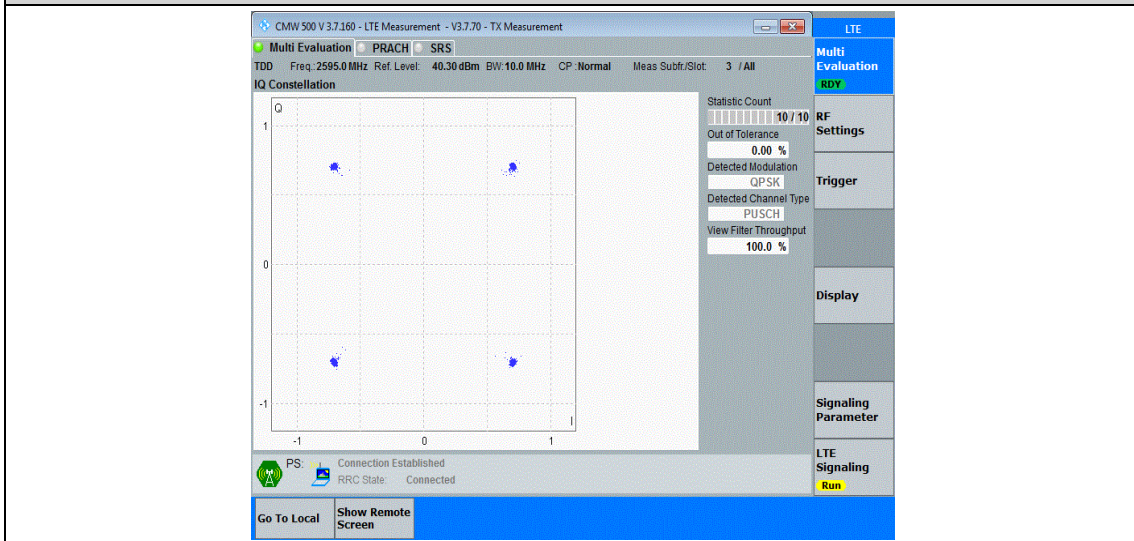 CMW 500 V 3.7.160 - LTE Measurement - V3.7.70 - TX Measurement
LTE
Multi Evaluation PRACH SRS
Multi
Evaluation
RDY
TDD Freq.: 2595.0 MHz Ref. Level: 40.30 dBm BW: 10.0 MHz CP : Normal Meas Subfr./Slot: 3 / All
IQ Constellation
Q
1
0
-1
-1 0 1
I
Statistic Count
10 / 10
Out of Tolerance
0.00 %
Detected Modulation
QPSK
Detected Channel Type
PUSCH
View Filter Throughput
100.0 %
RF
Settings
Trigger
Display
Signaling
Parameter
LTE
Signaling
Run
PS: Connection Established
RRC State: Connected
Go To Local
Show Remote
Screen